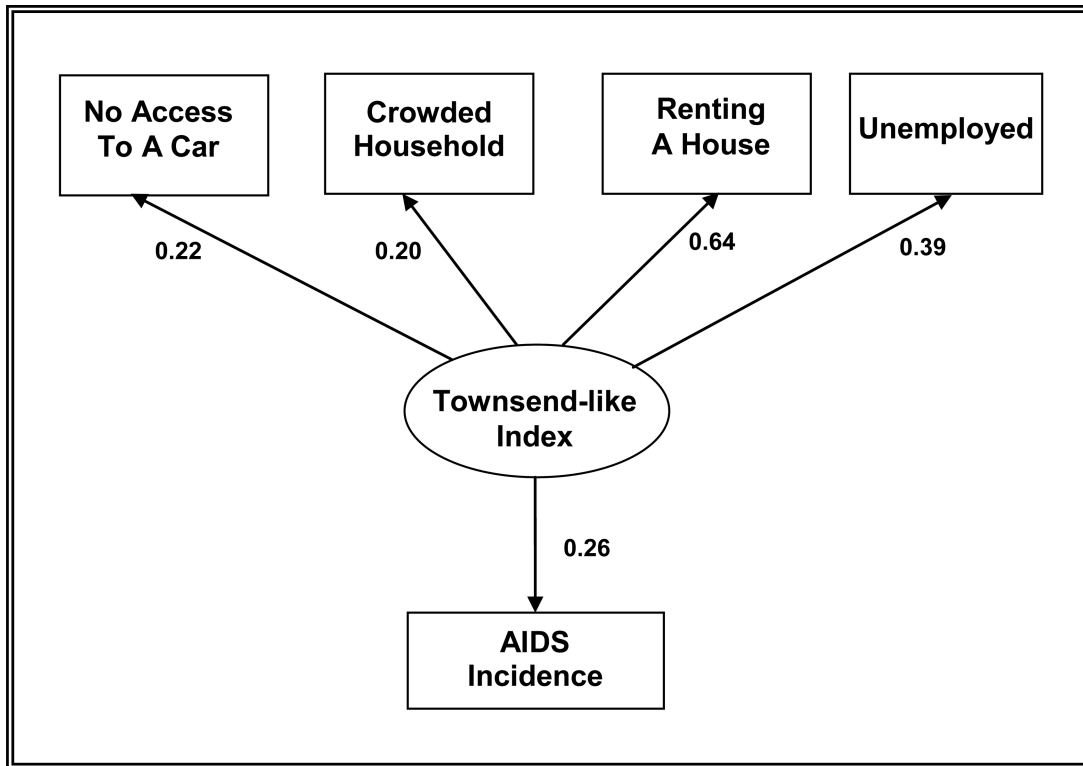 No Access
To A Car
Crowded
Household
Renting
A House
Unemployed
0.22
0.20
0.64
0.39
Townsend-like
Index
0.26
AIDS
Incidence